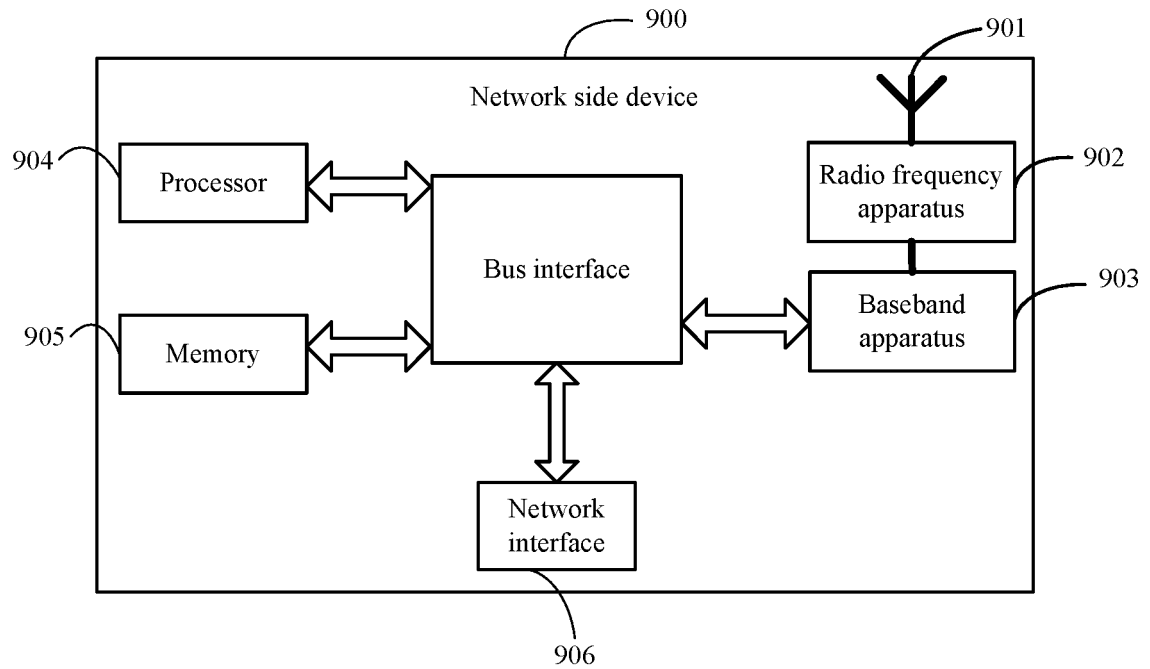 900
901
Network side device
904
Processor
902
Radio frequency
apparatus
Bus interface
903
Baseband
apparatus
905
Memory
Network
interface
906